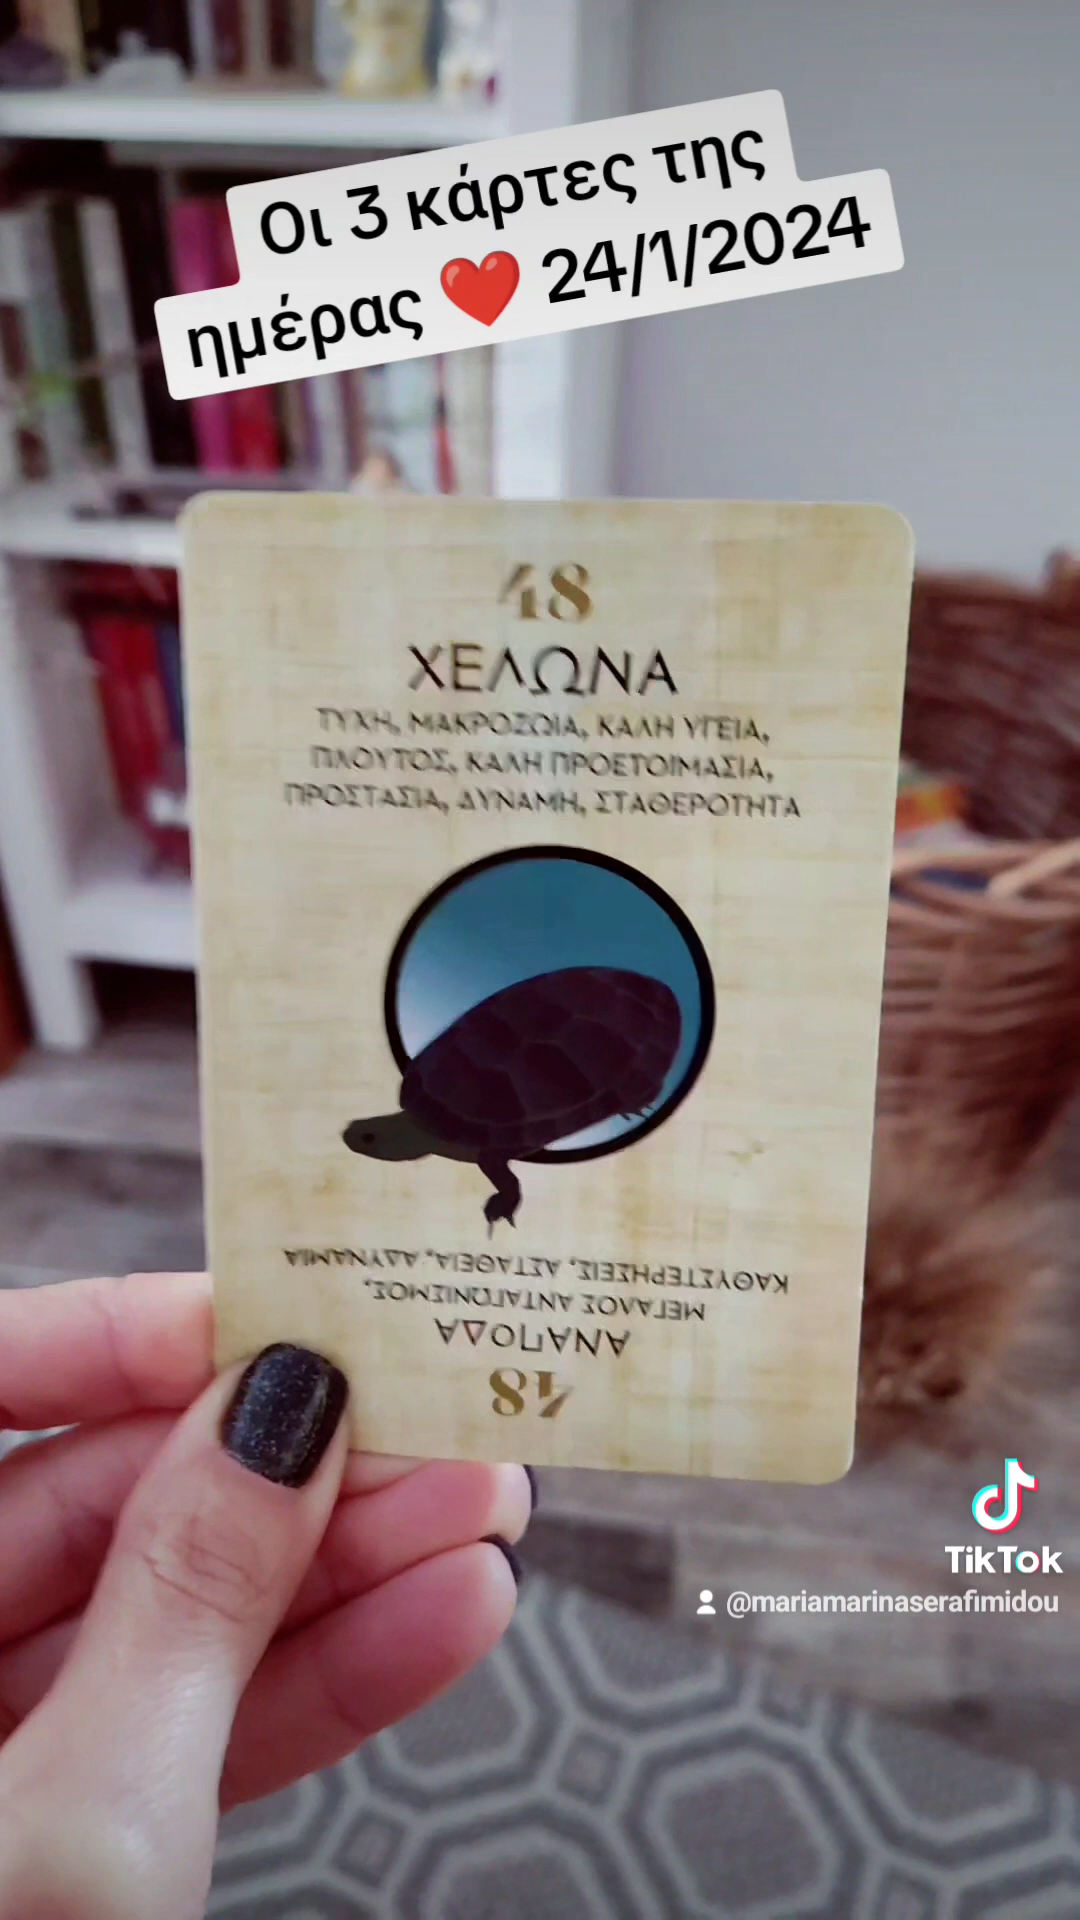 Οι 3 κάρτες της
ημέρας ❤️ 24/1/2024
48
ΧΕΛΩΝΑ
ΤΥΧΗ, ΜΑΚΡΟΖΩΙΑ, ΚΑΛΗ ΥΓΕΙΑ,
ΠΛΟΥΤΟΣ, ΚΑΛΗ ΠΡΟΕΤΟΙΜΑΣΙΑ,
ΠΡΟΣΤΑΣΙΑ, ΔΥΝΑΜΗ, ΣΤΑΘΕΡΟΤΗΤΑ
48
ΑΝΑΠΟΔΑ
ΜΕΓΑΛΟΣ ΑΝΤΑΓΩΝΙΣΜΟΣ,
ΚΑΘΥΣΤΕΡΗΣΕΙΣ, ΑΣΤΑΘΕΙΑ, ΑΔΥΝΑΜΙΑ
TikTok
@mariamarinaserafimidou